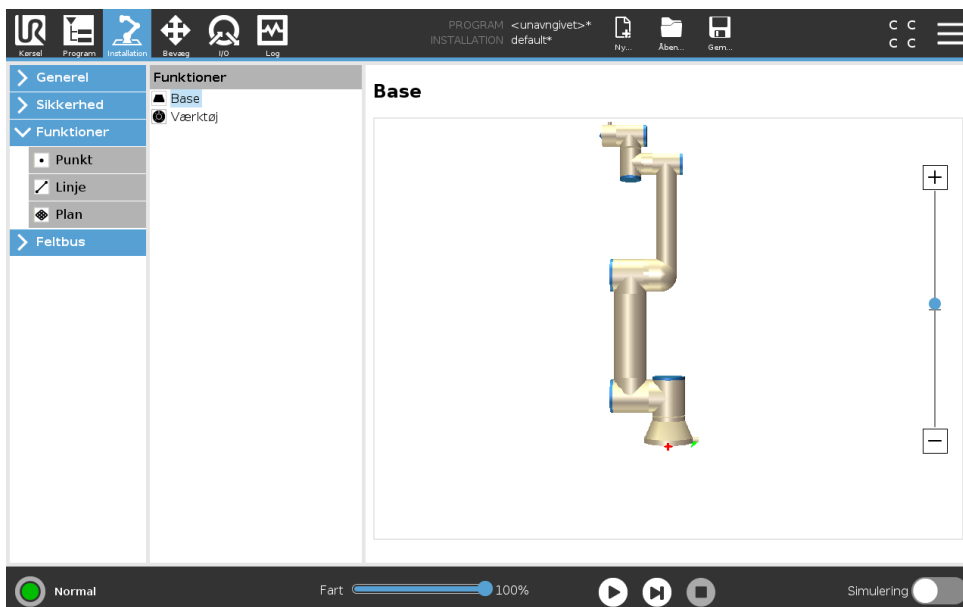 UR
PROGRAM <unavngivet>*
INSTALLATION default*
Kørsel Program Installation Bevæg I/O Log Ny... Åben... Gem...
C C
C C
Generel
Sikkerhed
Funktioner
Punkt
Linje
Plan
Feltbus
Funktioner
Base
Værktøj
Base
Normal
Fart 100%
Simulering